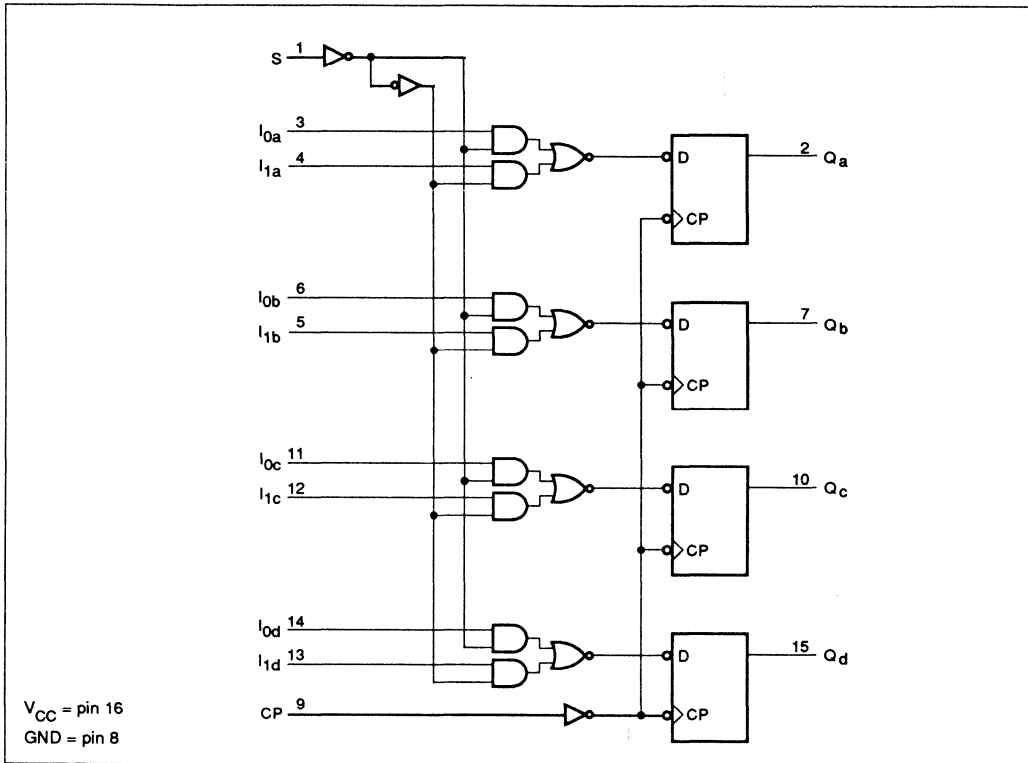 S 1
I0a 3
I1a 4
D
2 Qa
CP
I0b 6
I1b 5
D
7 Qb
CP
I0c 11
I1c 12
D
10 Qc
CP
I0d 14
I1d 13
D
15 Qd
CP 9
CP
VCC = pin 16
GND = pin 8